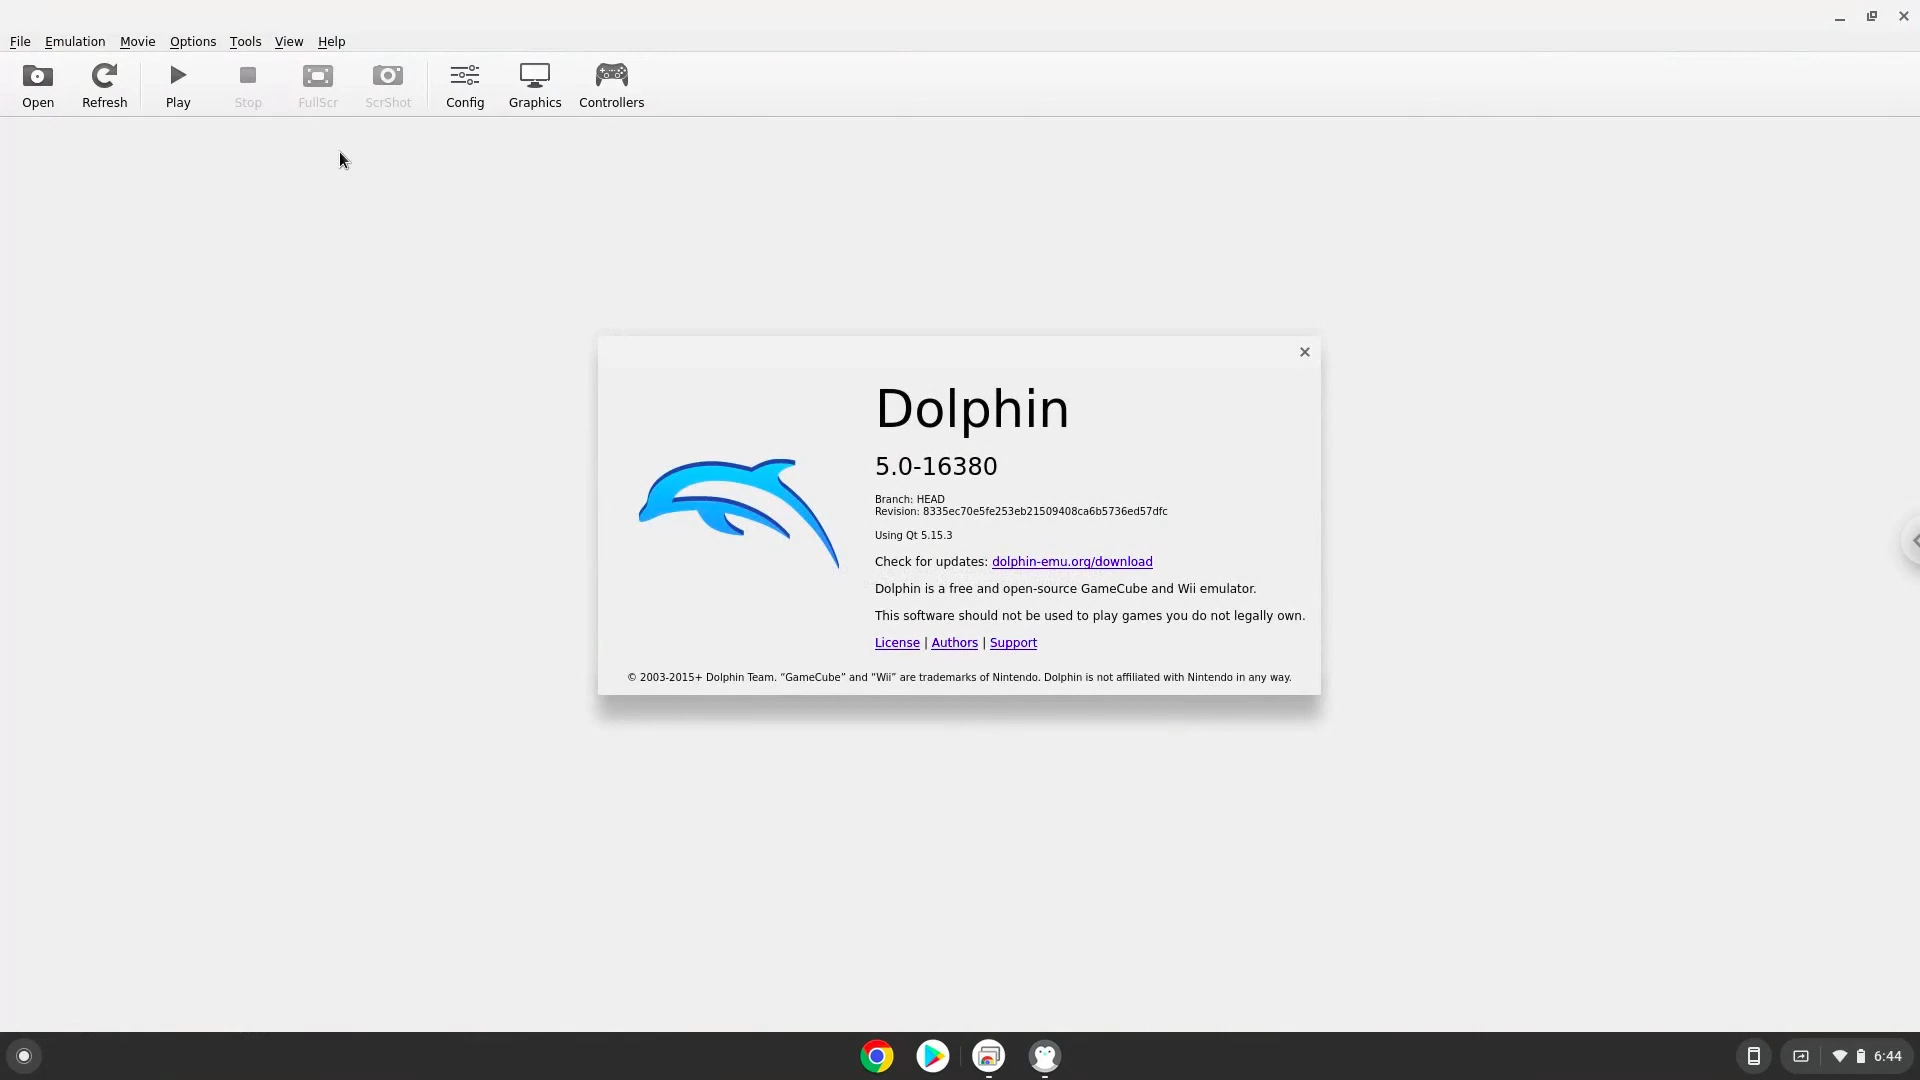 File Emulation Movie Options Tools View Help
Open Refresh Play Stop FullScr ScrShot Config Graphics Controllers
Dolphin
5.0-16380
Branch: HEAD
Revision: 8335ec70e5fe253eb21509408ca6b5736ed57dfc
Using Qt 5.15.3
Check for updates: dolphin-emu.org/download
Dolphin is a free and open-source GameCube and Wii emulator.
This software should not be used to play games you do not legally own.
License | Authors | Support
© 2003-2015+ Dolphin Team. “GameCube” and “Wii” are trademarks of Nintendo. Dolphin is not affiliated with Nintendo in any way.
6:44